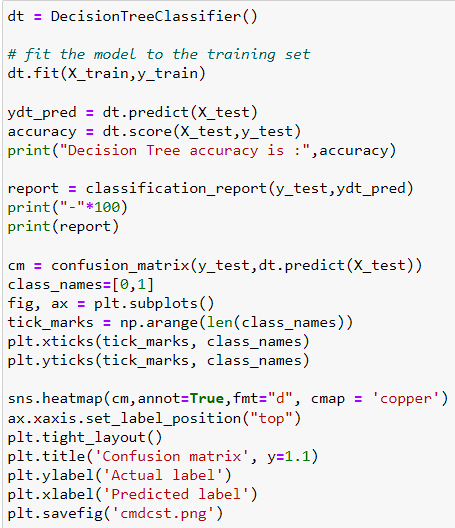 dt = DecisionTreeClassifier()
# fit the model to the training set
dt.fit(X_train,y_train)
ydt_pred = dt.predict(X_test)
accuracy = dt.score(X_test,y_test)
print("Decision Tree accuracy is :",accuracy)
report = classification_report(y_test,ydt_pred)
print("-"*100)
print(report)
cm = confusion_matrix(y_test,dt.predict(X_test))
class_names=[0,1]
fig, ax = plt.subplots()
tick_marks = np.arange(len(class_names))
plt.xticks(tick_marks, class_names)
plt.yticks(tick_marks, class_names)
sns.heatmap(cm,annot=True,fmt="d", cmap = 'copper')
ax.xaxis.set_label_position("top")
plt.tight_layout()
plt.title('Confusion matrix', y=1.1)
plt.ylabel('Actual label')
plt.xlabel('Predicted label')
plt.savefig('cmdcst.png')